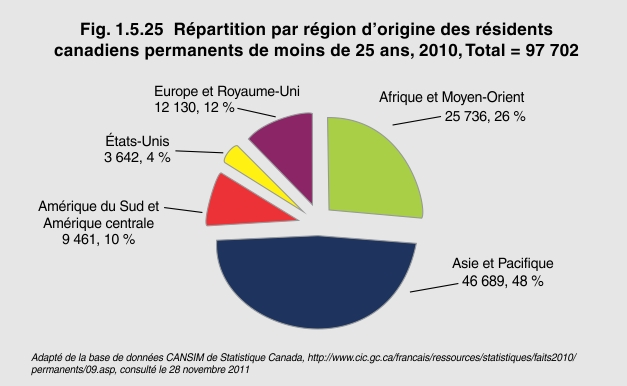 Fig. 1.5.25 Répartition par région d'origine des résidents
canadiens permanents de moins de 25 ans, 2010, Total = 97 702
Europe et Royaume-Uni
12 130, 12 %
Afrique et Moyen-Orient
25 736, 26 %
États-Unis
3 642, 4 %
Amérique du Sud et
Amérique centrale
9 461, 10 %
Asie et Pacifique
46 689, 48 %
Adapté de la base de données CANSIM de Statistique Canada, http://www.cic.gc.ca/francais/ressources/statistiques/faits2010/
permanents/09.asp, consulté le 28 novembre 2011